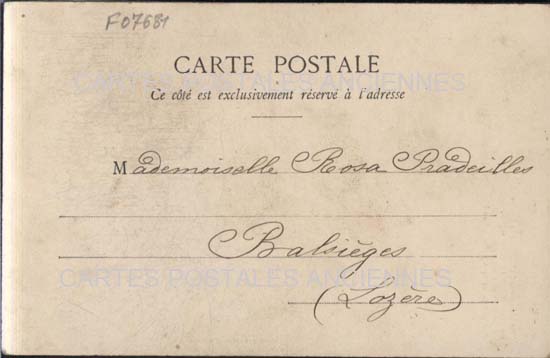 F07681
CARTE POSTALE
CARTES POSTALES ANCIENNES
Ce côté est exclusivement réservé à l'adresse
Mademoiselle Rosa Pradeilles
Balsièges
CARTES POSTALES ANCIENNES
(Lozère)